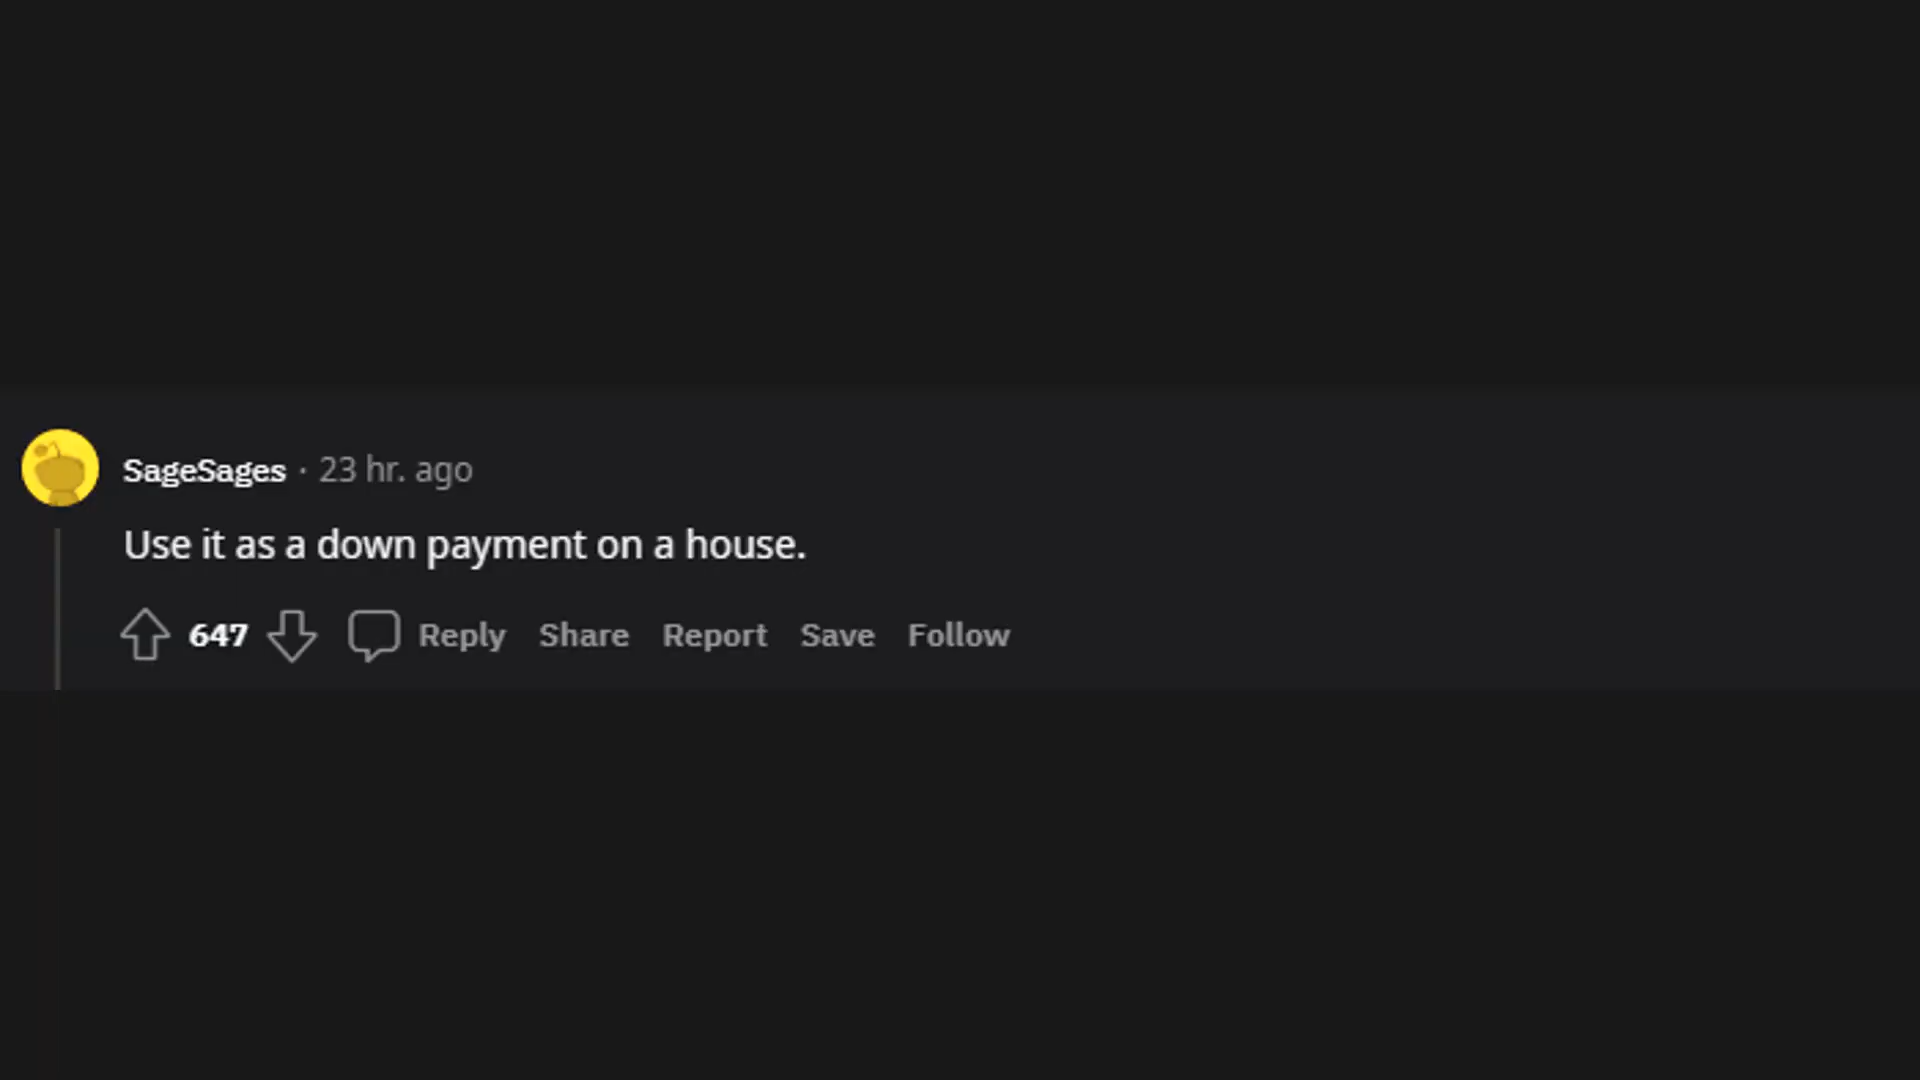 SageSages · 23 hr. ago
Use it as a down payment on a house.
647 Reply Share Report Save Follow